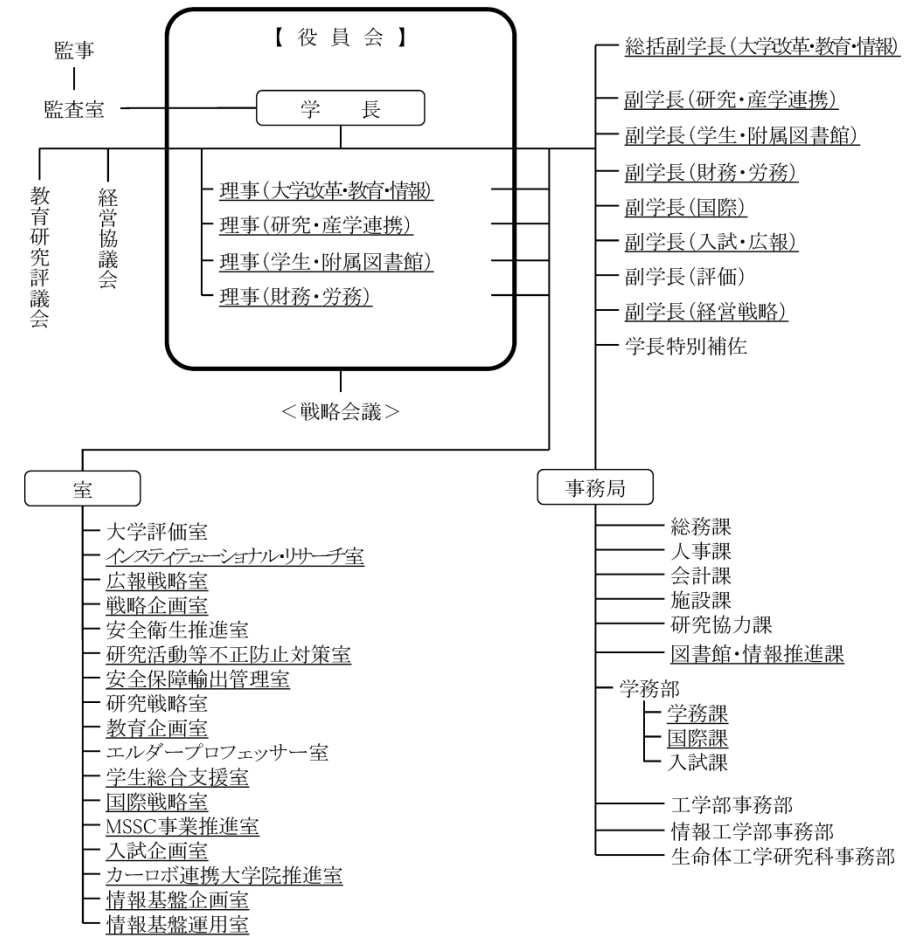 【 役 員 会 】
監事
監査室
学 長
教育研究評議会
経営協議会
理事(大学改革・教育・情報)
理事(研究・産学連携)
理事(学生・附属図書館)
理事(財務・労務)
＜戦略会議＞
総括副学長(大学改革・教育・情報)
副学長(研究・産学連携)
副学長(学生・附属図書館)
副学長(財務・労務)
副学長(国際)
副学長(入試・広報)
副学長(評価)
副学長(経営戦略)
学長特別補佐
室
大学評価室
インスティテューショナル・リサーチ室
広報戦略室
戦略企画室
安全衛生推進室
研究活動等不正防止対策室
安全保障輸出管理室
研究戦略室
教育企画室
エルダープロフェッサー室
学生総合支援室
国際戦略室
MSSC事業推進室
入試企画室
カーロボ連携大学院推進室
情報基盤企画室
情報基盤運用室
事務局
総務課
人事課
会計課
施設課
研究協力課
図書館・情報推進課
学務部
学務課
国際課
入試課
工学部事務部
情報工学部事務部
生命体工学研究科事務部